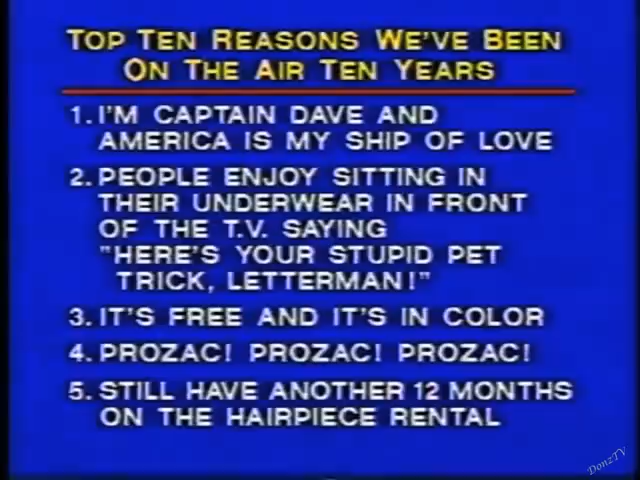 TOP TEN REASONS WE'VE BEEN
ON THE AIR TEN YEARS
1. I'M CAPTAIN DAVE AND
AMERICA IS MY SHIP OF LOVE
2. PEOPLE ENJOY SITTING IN
THEIR UNDERWEAR IN FRONT
OF THE T.V. SAYING
"HERE'S YOUR STUPID PET
TRICK, LETTERMAN!"
3. IT'S FREE AND IT'S IN COLOR
4. PROZAC! PROZAC! PROZAC!
5. STILL HAVE ANOTHER 12 MONTHS
ON THE HAIRPIECE RENTAL
DonzTV